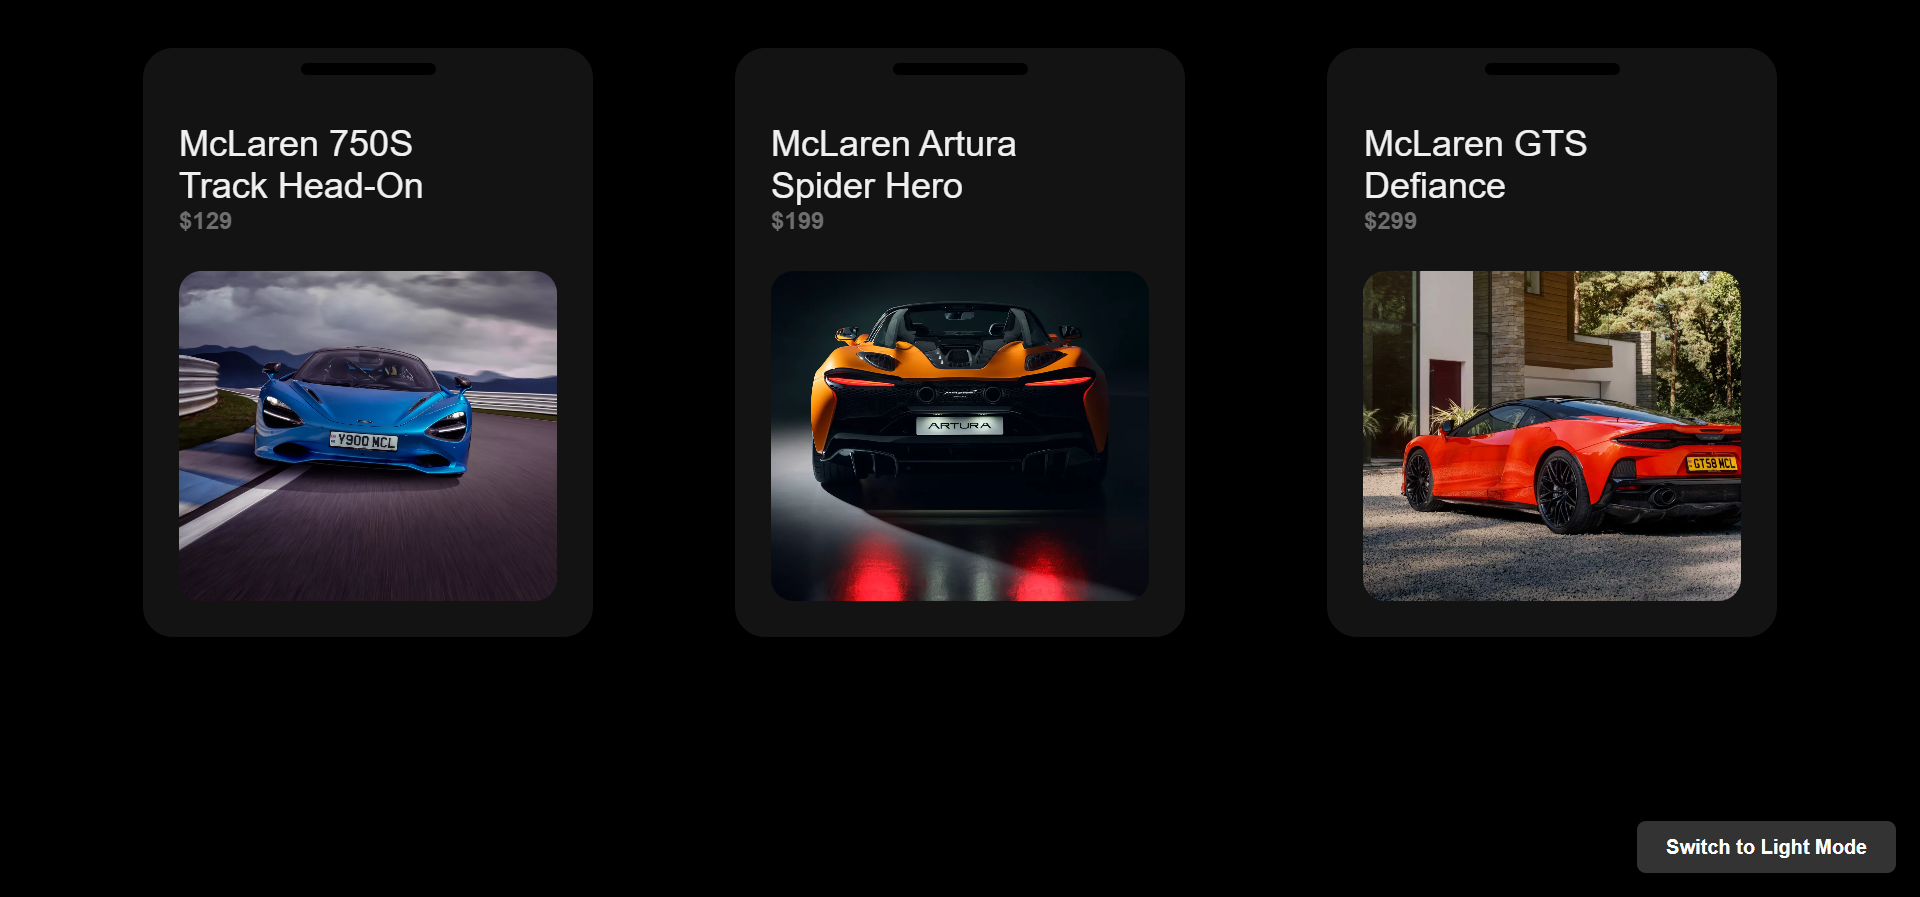 McLaren 750S
Track Head-On
$129
Y900 MCL
McLaren Artura
Spider Hero
$199
ARTURA
McLaren GTS
Defiance
$299
GT58 MCL
Switch to Light Mode